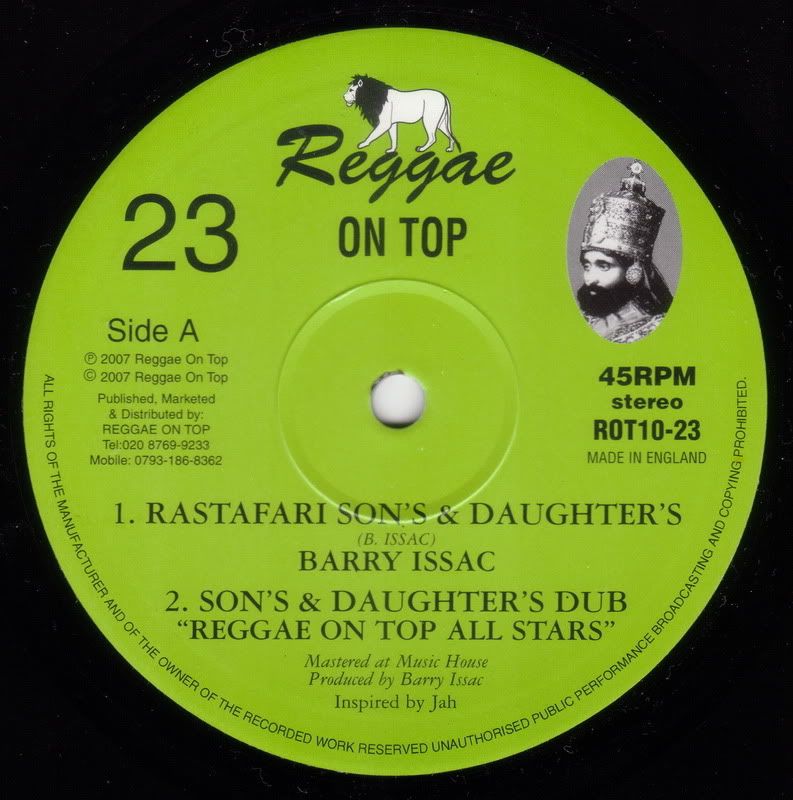 Reggae
ON TOP
23
Side A
℗ 2007 Reggae On Top
© 2007 Reggae On Top
Published, Marketed
& Distributed by:
REGGAE ON TOP
Tel:020 8769-9233
Mobile: 0793-186-8362
45RPM
stereo
ROT10-23
MADE IN ENGLAND
1. RASTAFARI SON'S & DAUGHTER'S
(B. ISSAC)
BARRY ISSAC
2. SON'S & DAUGHTER'S DUB
“REGGAE ON TOP ALL STARS”
Mastered at Music House
Produced by Barry Issac
Inspired by Jah
ALL RIGHTS OF THE MANUFACTURER AND OF THE OWNER OF THE RECORDED WORK RESERVED UNAUTHORISED PUBLIC PERFORMANCE BROADCASTING AND COPYING PROHIBITED.